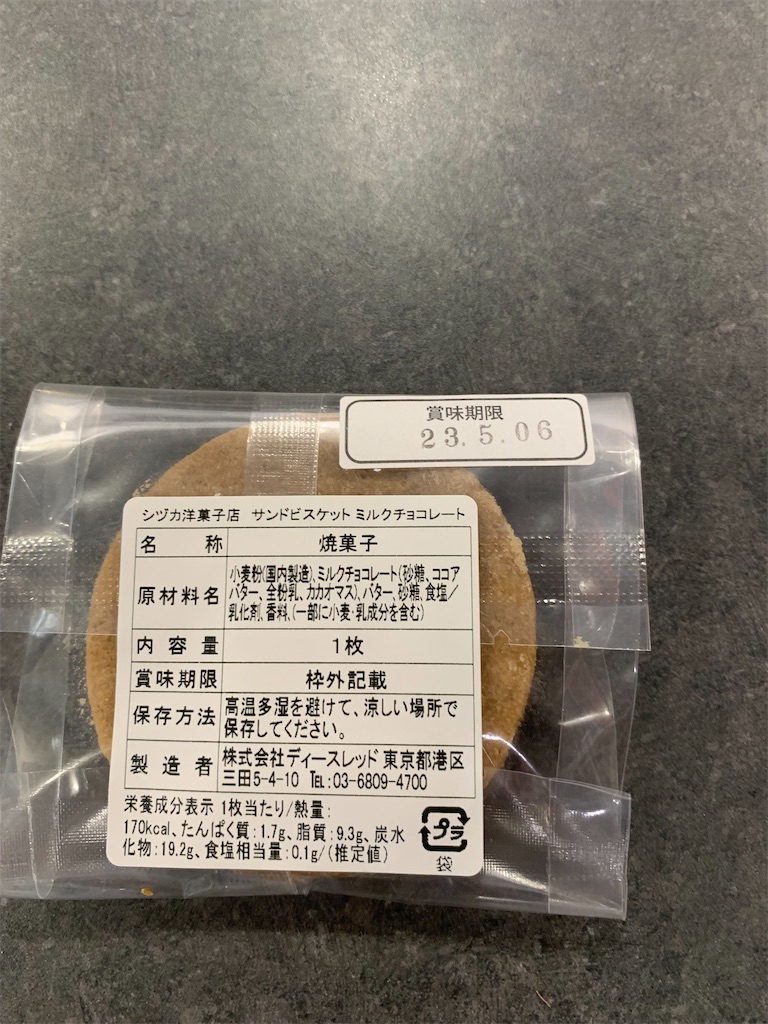 賞味期限
23.5.06
シヅカ洋菓子店 サンドビスケット ミルクチョコレート
名称 焼菓子
原材料名 小麦粉(国内製造)、ミルクチョコレート(砂糖、ココア
バター、全粉乳、カカオマス)、バター、砂糖、食塩／
乳化剤、香料、(一部に小麦・乳成分を含む)
内容量 1枚
賞味期限 枠外記載
保存方法 高温多湿を避けて、涼しい場所で
保存してください。
製造者 株式会社ディースレッド 東京都港区
三田5-4-10 TEL:03-6809-4700
栄養成分表示 1枚当たり/熱量:
170kcal、たんぱく質:1.7g、脂質:9.3g、炭水
化物:19.2g、食塩相当量:0.1g/(推定値)
プラ
袋